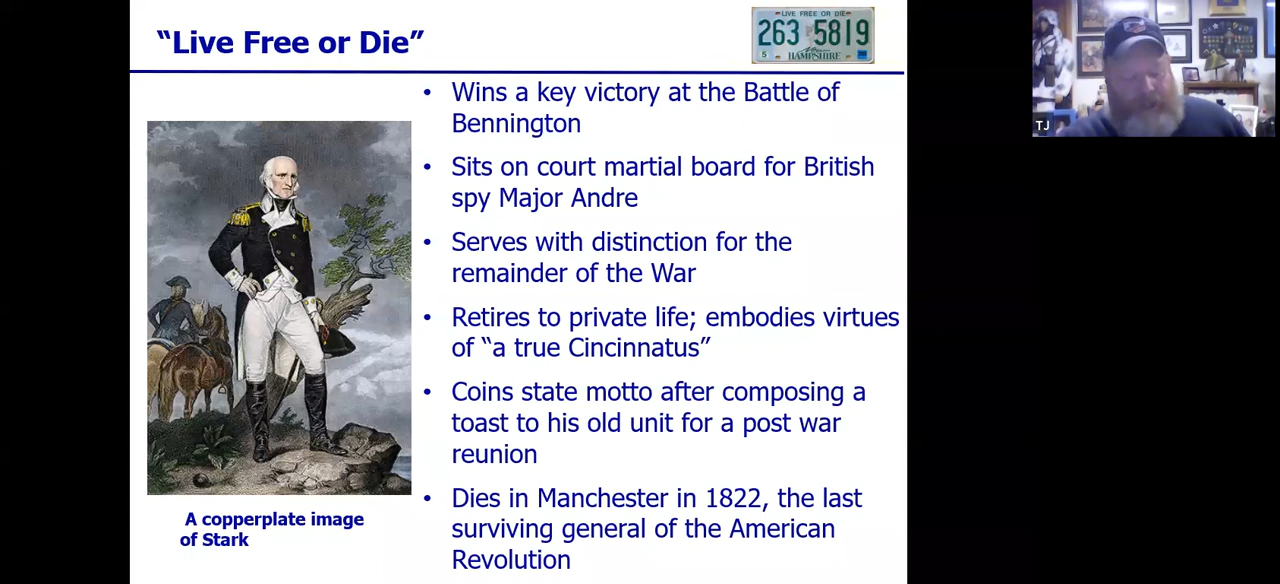 “Live Free or Die”
LIVE FREE OR DIE
263 5819
5
New
HAMPSHIRE
• Wins a key victory at the Battle of
Bennington
• Sits on court martial board for British
spy Major Andre
• Serves with distinction for the
remainder of the War
• Retires to private life; embodies virtues
of “a true Cincinnatus”
• Coins state motto after composing a
toast to his old unit for a post war
reunion
• Dies in Manchester in 1822, the last
surviving general of the American
Revolution
A copperplate image
of Stark
TJ